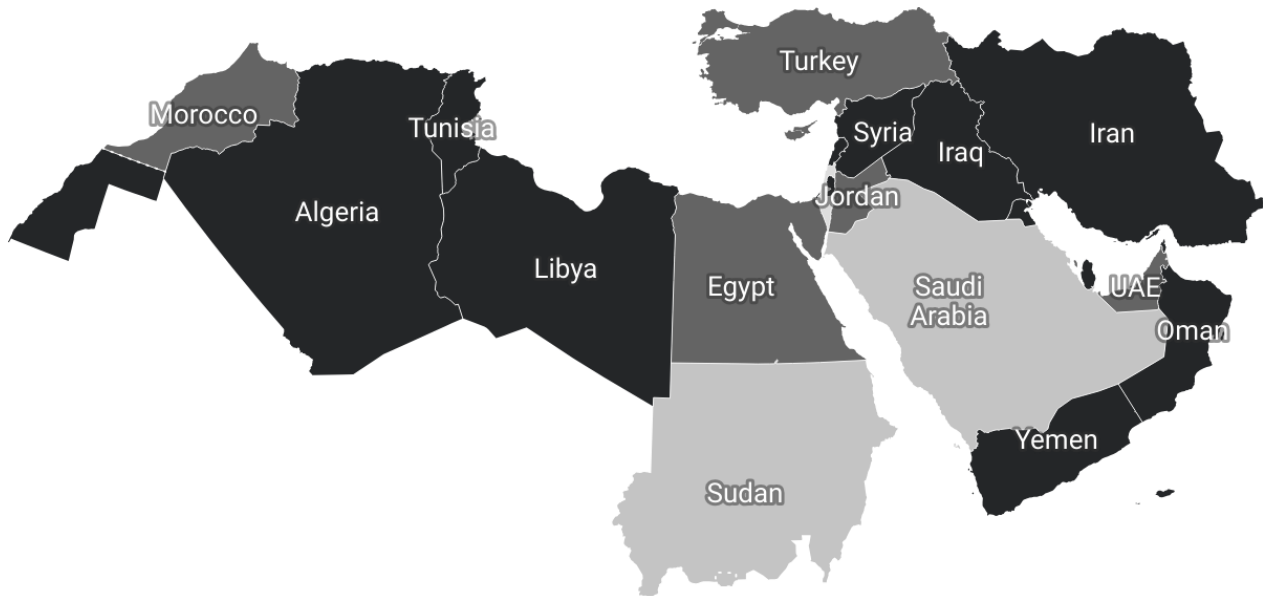 Turkey
Morocco
Tunisia
Syria
Iraq
Iran
Jordan
Algeria
Libya
Egypt
Saudi
Arabia
UAE
Oman
Yemen
Sudan